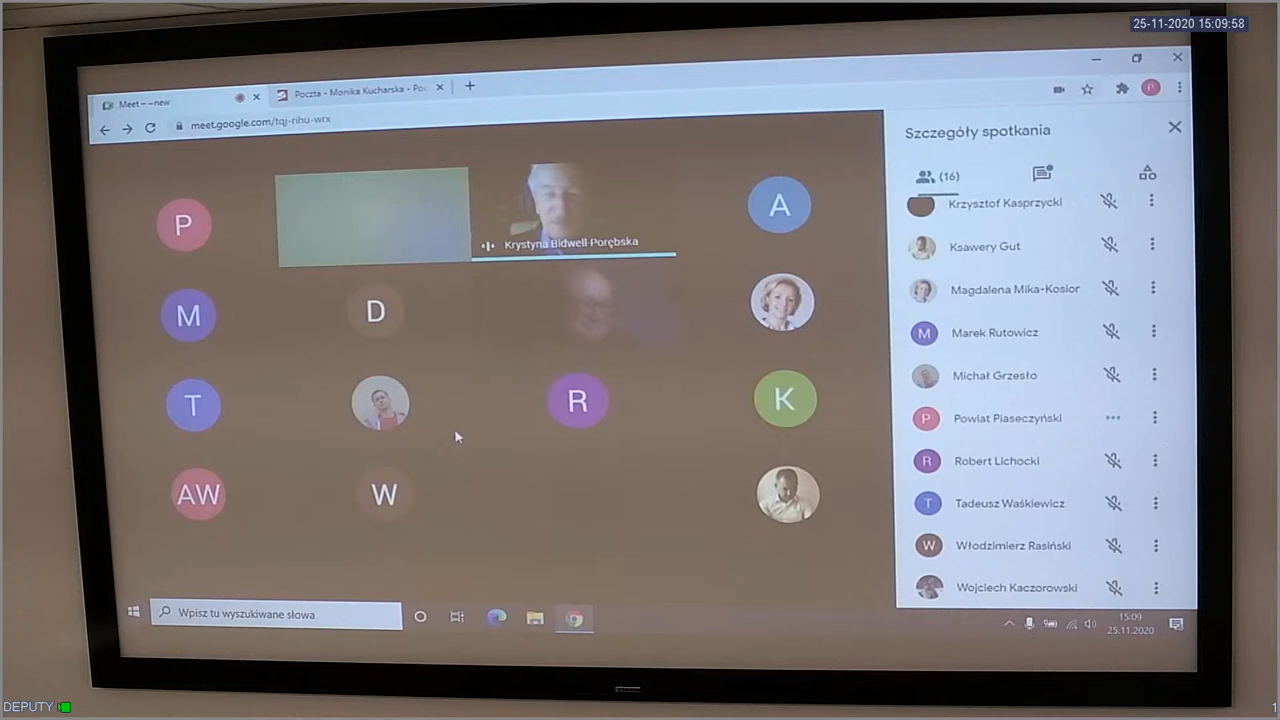 25-11-2020 15:09:58
Meet – –new
Poczta - Monika Kucharska - Po
meet.google.com/tqj-rihu-wrx
Szczegóły spotkania
(16)
P
Krystyna Bidwell-Porębska
A
M
D
T
R
K
AW
W
Krzysztof Kasprzycki
Ksawery Gut
Magdalena Mika-Kosior
M Marek Rutowicz
Michał Grzesło
P Powiat Piaseczyński
R Robert Lichocki
T Tadeusz Waśkiewicz
W Włodzimierz Rasiński
Wojciech Kaczorowski
P
Wpisz tu wyszukiwane słowa
15:09
25.11.2020
DEPUTY
1